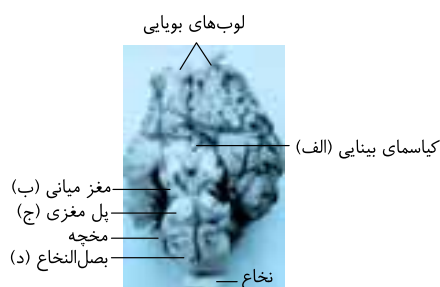 لوب‌های بویایی
کیاسمای بینایی (الف)
مغز میانی (ب)
پل مغزی (ج)
مخچه
بصل‌النخاع (د)
نخاع